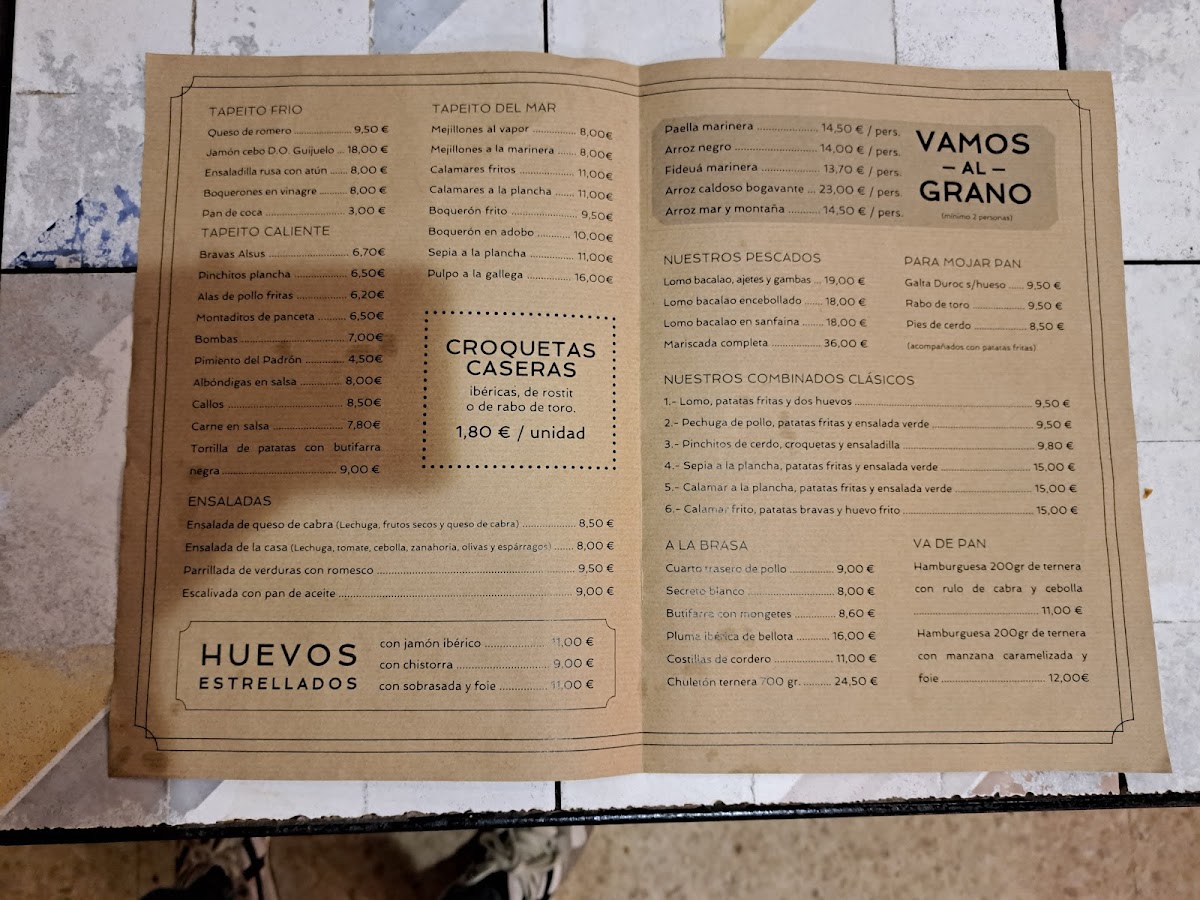 TAPEITO FRIO
Queso de romero 9,50 €
Jamón cebo D.O. Guijuelo 18,00 €
Ensaladilla rusa con atún 8,00 €
Boquerones en vinagre 8,00 €
Pan de coca 3,00 €
TAPEITO CALIENTE
Bravas Alsus 6,70€
Pinchitos plancha 6,50€
Alas de pollo fritas 6,20€
Montaditos de panceta 6,50€
Bombas 7,00€
Pimiento del Padrón 4,50€
Albóndigas en salsa 8,00€
Callos 8,50€
Carne en salsa 7,80€
Tortilla de patatas con butifarra
negra 9,00 €
TAPEITO DEL MAR
Mejillones al vapor 8,00€
Mejillones a la marinera 8,00€
Calamares fritos 11,00€
Calamares a la plancha 11,00€
Boquerón frito 9,50€
Boquerón en adobo 10,00€
Sepia a la plancha 11,00€
Pulpo a la gallega 16,00€
CROQUETAS
CASERAS
ibéricas, de rostit
o de rabo de toro.
1,80 € / unidad
ENSALADAS
Ensalada de queso de cabra (Lechuga, frutos secos y queso de cabra) 8,50 €
Ensalada de la casa (Lechuga, tomate, cebolla, zanahoria, olivas y espárragos) 8,00 €
Parrillada de verduras con romesco 9,50 €
Escalivada con pan de aceite 9,00 €
HUEVOS
ESTRELLADOS
con jamón ibérico 11,00 €
con chistorra 9,00 €
con sobrasada y foie 11,00 €
Paella marinera 14,50 € / pers.
Arroz negro 14,00 € / pers.
Fideuá marinera 13,70 € / pers.
Arroz caldoso bogavante 23,00 € / pers.
Arroz mar y montaña 14,50 € / pers.
VAMOS
– AL –
GRANO
(mínimo 2 personas)
NUESTROS PESCADOS
Lomo bacalao, ajetes y gambas 19,00 €
Lomo bacalao encebollado 18,00 €
Lomo bacalao en sanfaina 18,00 €
Mariscada completa 36,00 €
PARA MOJAR PAN
Galta Duroc s/hueso 9,50 €
Rabo de toro 9,50 €
Pies de cerdo 8,50 €
(acompañados con patatas fritas)
NUESTROS COMBINADOS CLÁSICOS
1.- Lomo, patatas fritas y dos huevos 9,50 €
2.- Pechuga de pollo, patatas fritas y ensalada verde 9,50 €
3.- Pinchitos de cerdo, croquetas y ensaladilla 9,80 €
4.- Sepia a la plancha, patatas fritas y ensalada verde 15,00 €
5.- Calamar a la plancha, patatas fritas y ensalada verde 15,00 €
6.- Calamar frito, patatas bravas y huevo frito 15,00 €
A LA BRASA
Cuarto trasero de pollo 9,00 €
Secreto blanco 8,00 €
Butifarra con mongetes 8,60 €
Pluma ibérica de bellota 16,00 €
Costillas de cordero 11,00 €
Chuletón ternera 700 gr. 24,50 €
VA DE PAN
Hamburguesa 200gr de ternera
con rulo de cabra y cebolla
11,00 €
Hamburguesa 200gr de ternera
con manzana caramelizada y
foie 12,00€